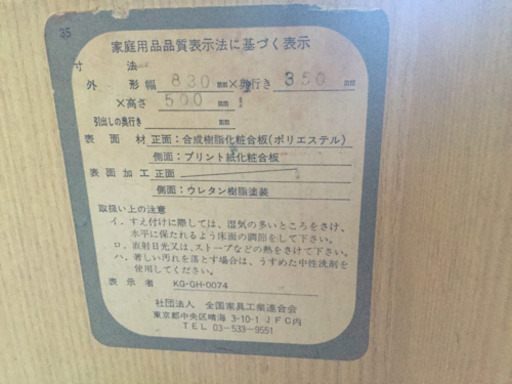 35
家庭用品品質表示法に基づく表示
寸法
外形幅 830 mm×奥行き 350 mm
×高さ 500 mm
引出しの奥行き mm
表面材 正面:合成樹脂化粧合板(ポリエステル)
側面:プリント紙化粧合板
表面加工 正面
側面:ウレタン樹脂塗装
取扱い上の注意
イ.すえ付けに際しては、湿気の多いところをさけ、
水平に保たれるよう床面の調節をして下さい。
ロ.直射日光又は、ストーブなどの熱をさけて下さい。
ハ.著しい汚れを落とす場合は、うすめた中性洗剤を
使用してください。
表示者 KG-GH-0074
社団法人 全国家具工業連合会
東京都中央区晴海 3-10-1 JFC内
TEL 03-533-9551